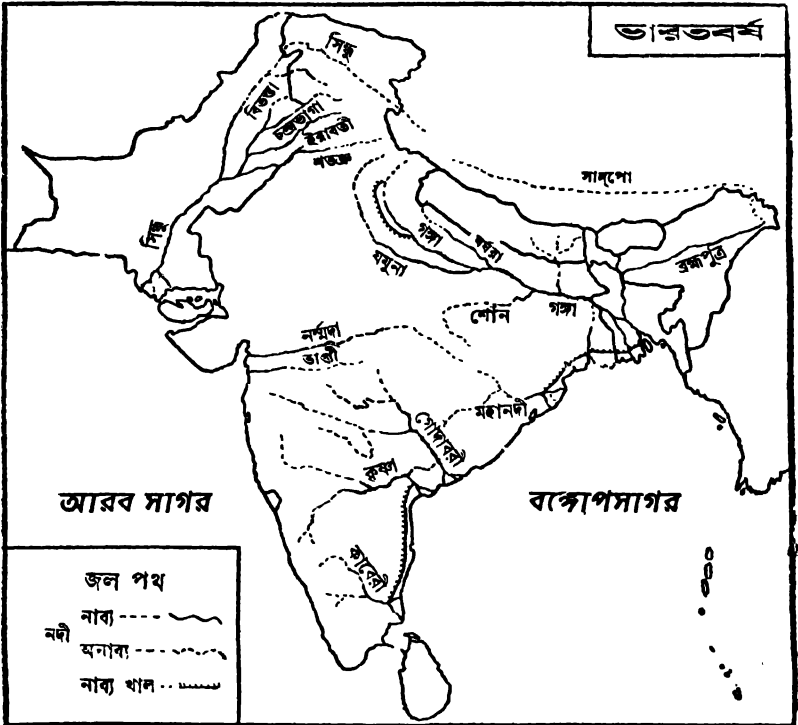 ভারতবর্ষ
সিন্ধু
বিতস্তা
চন্দ্রভাগা
ইরাবতী
শতদ্রু
সান্‌পো
সিন্ধু
গঙ্গা
ঘর্ঘরা
যমুনা
ব্রহ্মপুত্র
শোন
গঙ্গা
নর্ম্মদা
তাপ্তী
মহানদী
গোদাবরী
কৃষ্ণা
আরব সাগর
বঙ্গোপসাগর
কাবেরী
জল পথ
নদী
নাব্য
অনাব্য
নাব্য খাল